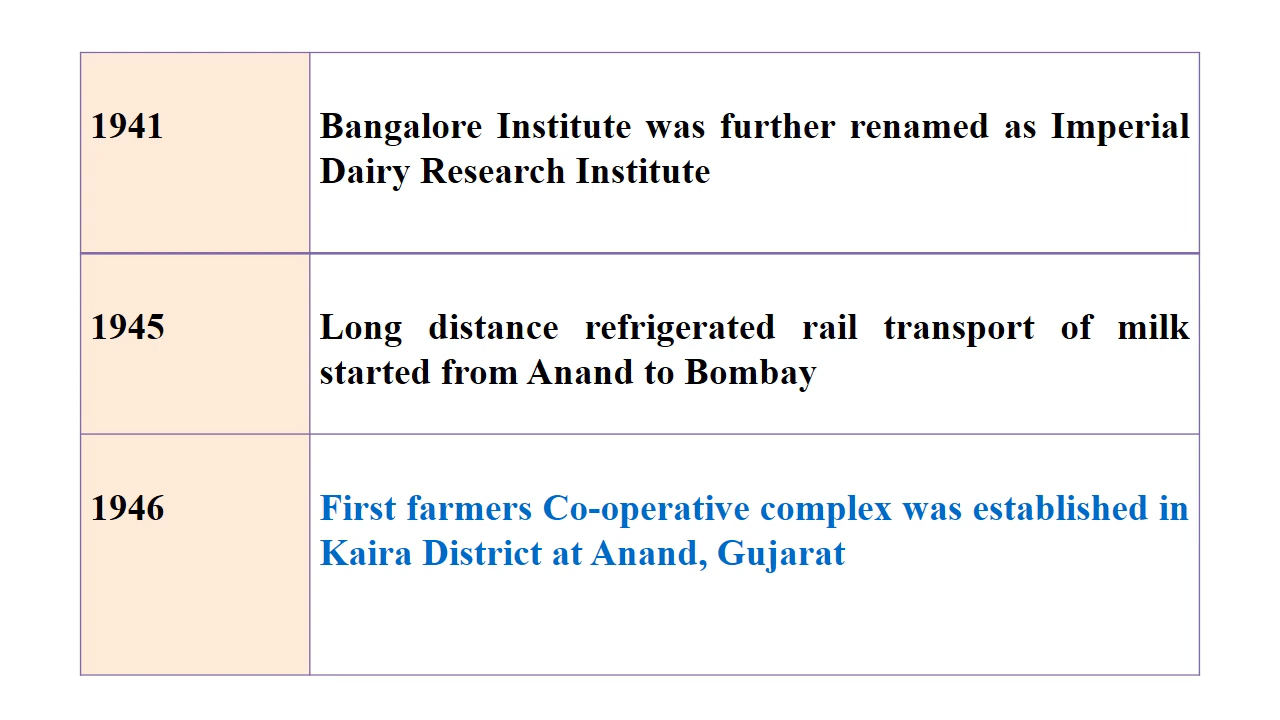 1941
Bangalore Institute was further renamed as Imperial
Dairy Research Institute
1945
Long distance refrigerated rail transport of milk
started from Anand to Bombay
1946
First farmers Co-operative complex was established in
Kaira District at Anand, Gujarat